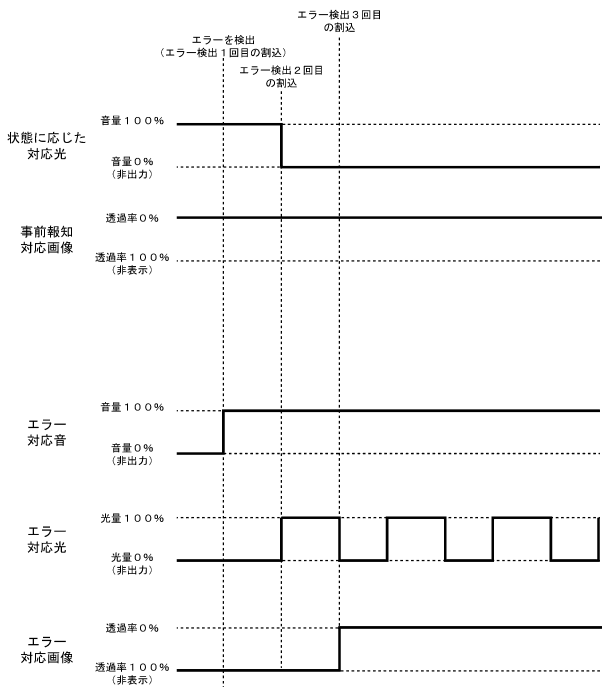 エラー検出３回目
の割込
エラーを検出
（エラー検出１回目の割込）
エラー検出２回目
の割込
状態に応じた
対応光
音量１００％
音量０％
（非出力）
事前報知
対応画像
透過率０％
透過率１００％
（非表示）
エラー
対応音
音量１００％
音量０％
（非出力）
エラー
対応光
光量１００％
光量０％
（非出力）
エラー
対応画像
透過率０％
透過率１００％
（非表示）